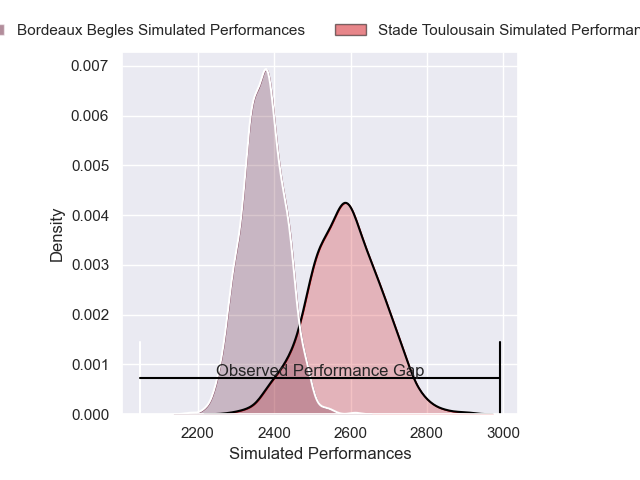 Bordeaux Begles Simulated Performances
Stade Toulousain Simulated
0.007
0.006
0.005
0.004
0.003
0.002
0.001
0.000
Density
Observed Performance Gap
2200 2400 2600 2800 3000
Simulated Performances